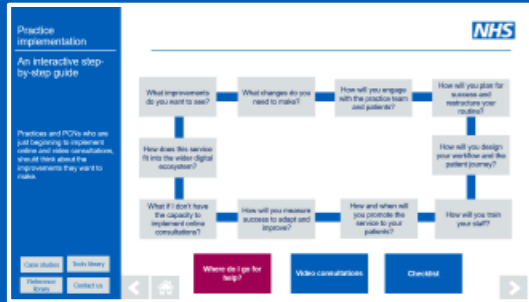 Practice
implementation
An interactive step-
by-step guide
Practices and PCNs who are
just beginning to implement
online and video consultations,
should think about the
improvements they want to
make.
Case studies
Tools library
Reference
library
Contact us
NHS
What improvements
do you want to see?
What changes do you
need to make?
How will you engage
with the practice team
and patients?
How will you plan for
success and
restructure your
routine?
How does this service
fit into the wider digital
ecosystem?
How will you design
your workflow and the
patient journey?
What if I don't have
the capacity to
implement online
consultations?
How will you measure
success to adapt and
improve?
How and when will
you promote the
service to your
patients?
How will you train
your staff?
Where do I go for
help?
Video consultations
Checklist